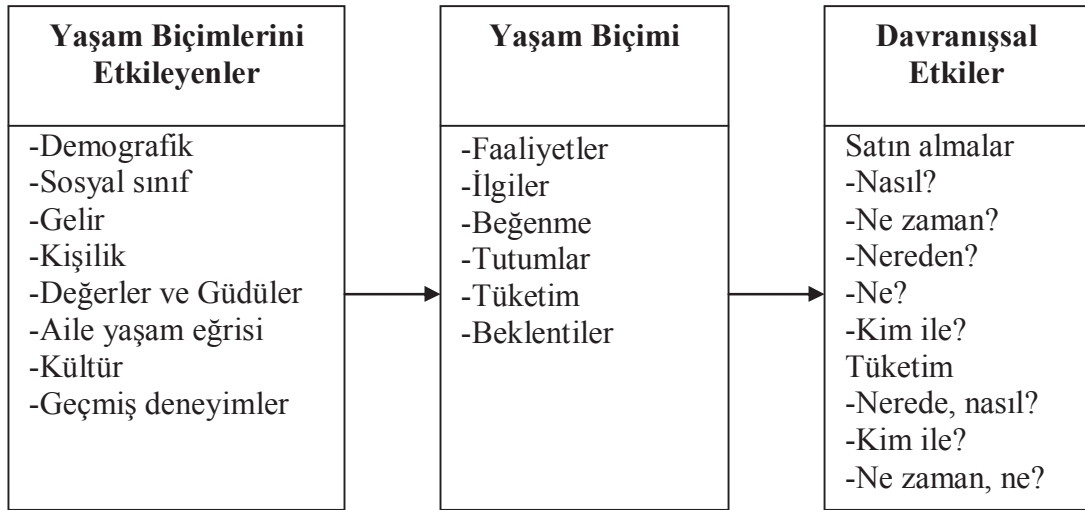 Yaşam Biçimlerini
Etkileyenler
-Demografik
-Sosyal sınıf
-Gelir
-Kişilik
-Değerler ve Güdüler
-Aile yaşam eğrisi
-Kültür
-Geçmiş deneyimler
Yaşam Biçimi
-Faaliyetler
-İlgiler
-Beğenme
-Tutumlar
-Tüketim
-Beklentiler
Davranışsal
Etkiler
Satın almalar
-Nasıl?
-Ne zaman?
-Nereden?
-Ne?
-Kim ile?
Tüketim
-Nerede, nasıl?
-Kim ile?
-Ne zaman, ne?